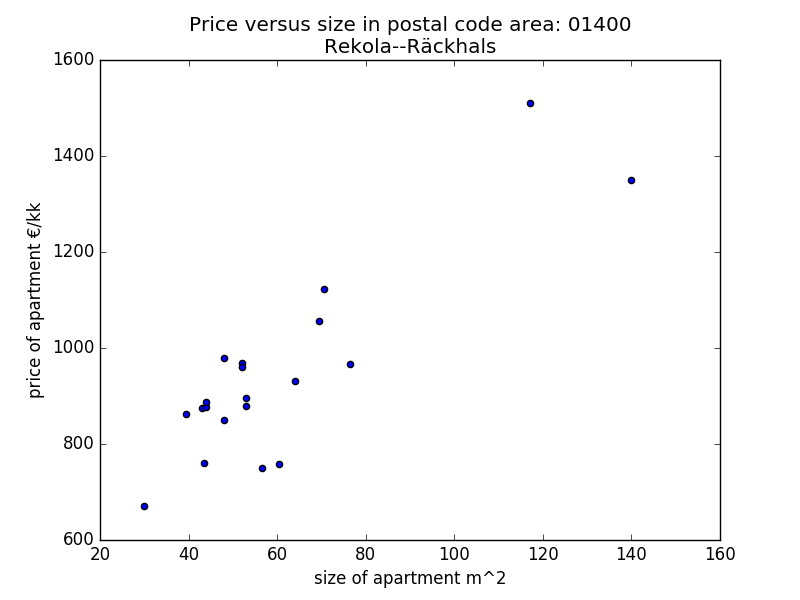 Price versus size in postal code area: 01400
Rekola--Räckhals
1600
1400
1200
1000
800
600
price of apartment €/kk
20 40 60 80 100 120 140 160
size of apartment m^2